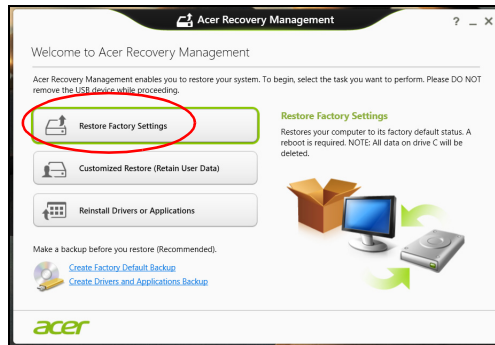 Acer Recovery Management
? _ X
Welcome to Acer Recovery Management
Acer Recovery Management enables you to restore your system. To begin, select the task you want to perform. Please DO NOT
remove the USB device while proceeding.
Restore Factory Settings
Restore Factory Settings
Restores your computer to its factory default status. A
reboot is required. NOTE: All data on drive C will be
deleted.
Customized Restore (Retain User Data)
Reinstall Drivers or Applications
Make a backup before you restore (Recommended).
Create Factory Default Backup
Create Drivers and Applications Backup
acer